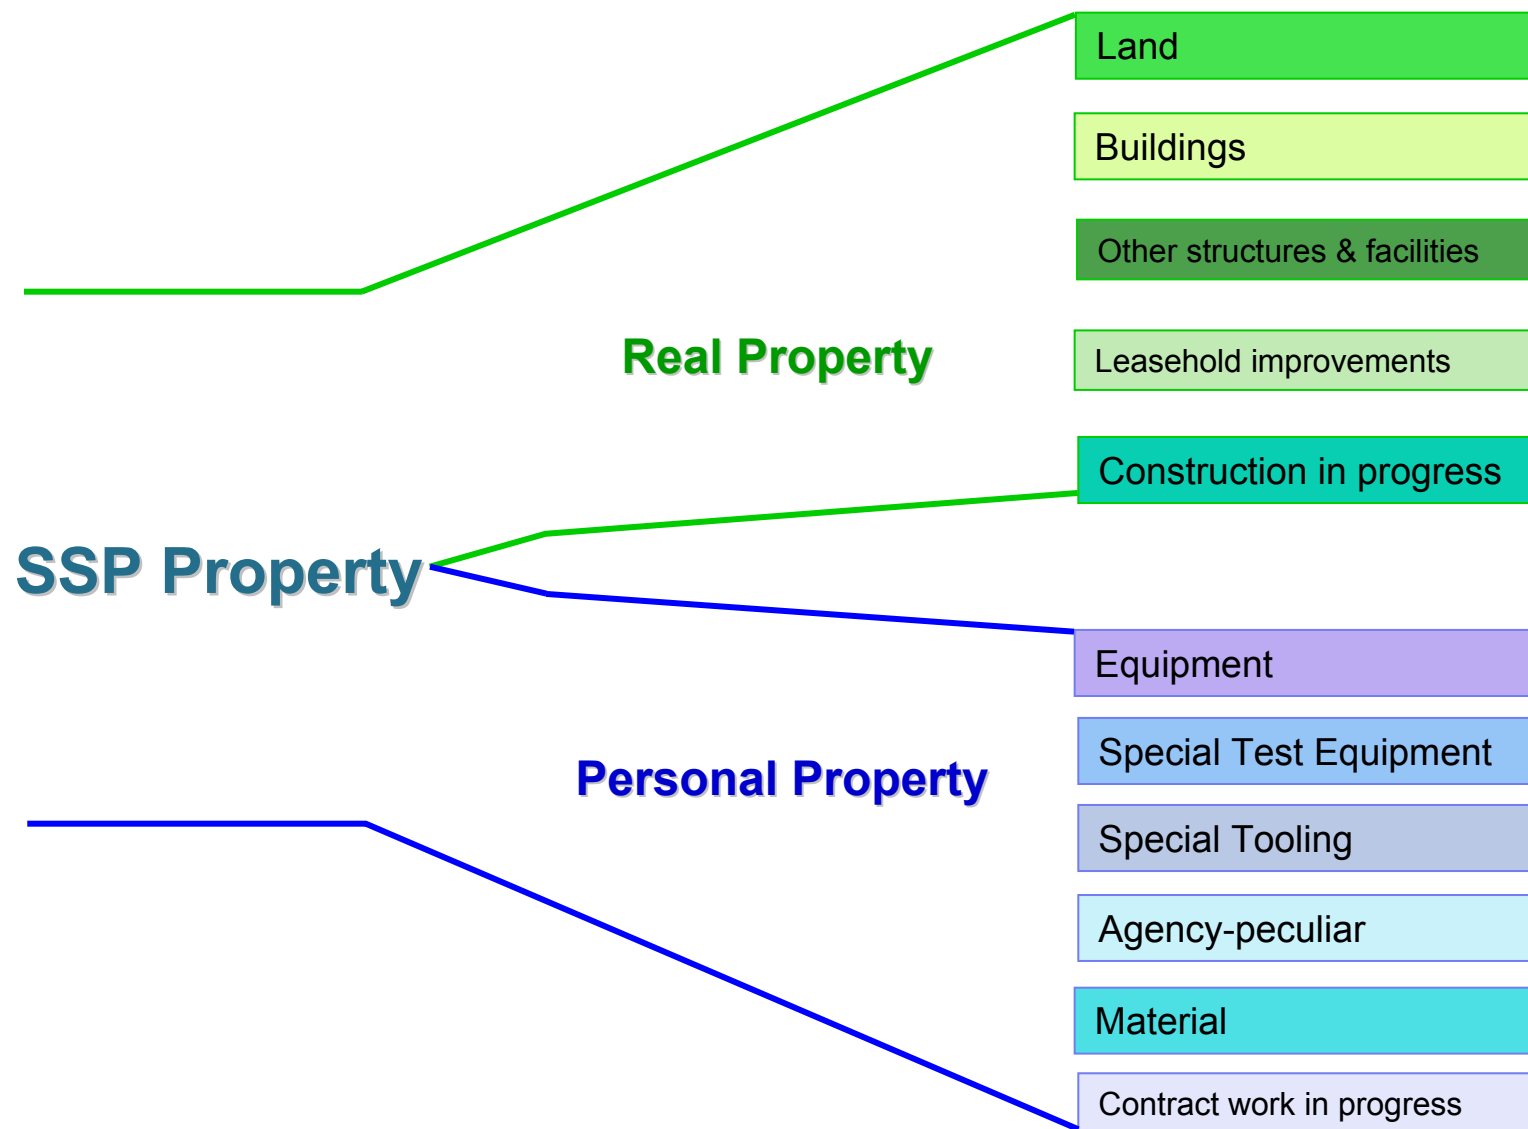 Land
Buildings
Other structures & facilities
Real Property
Leasehold improvements
Construction in progress
SSP Property
Equipment
Special Test Equipment
Personal Property
Special Tooling
Agency-peculiar
Material
Contract work in progress